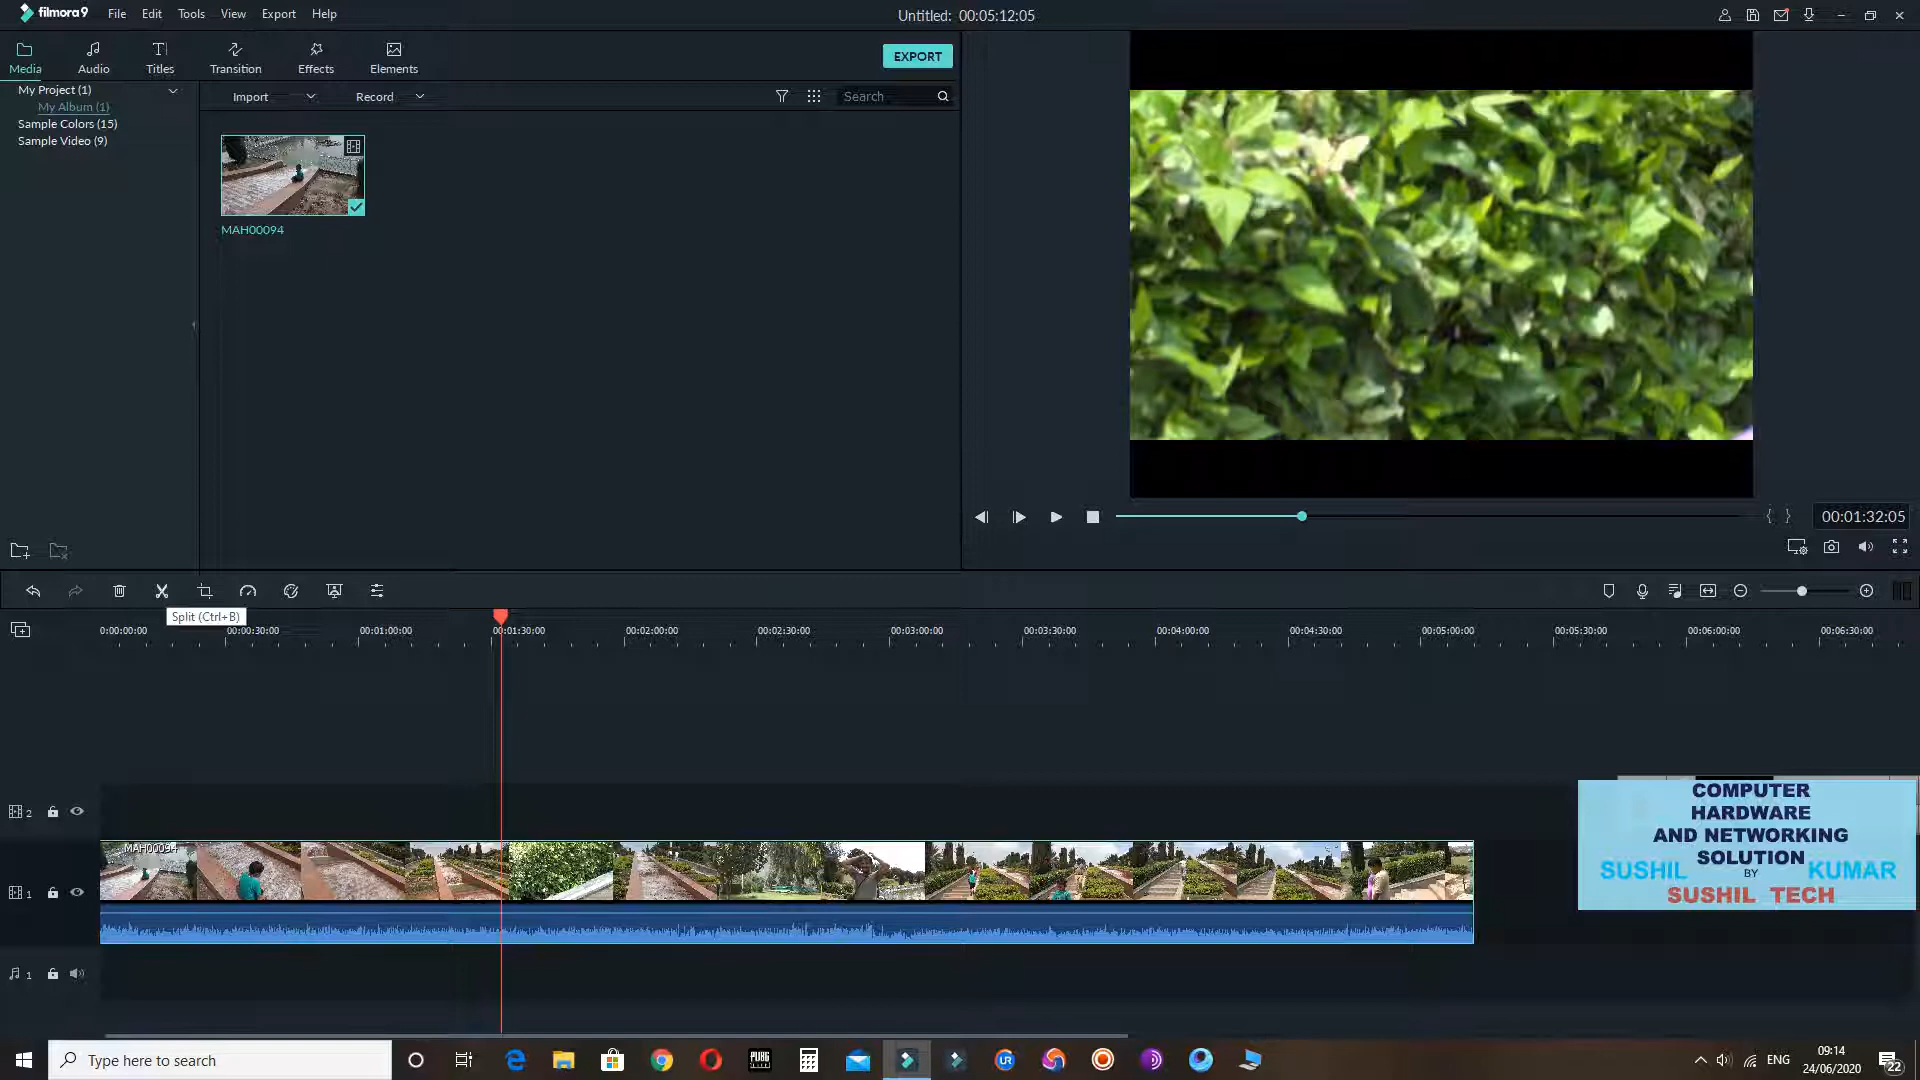 filmora9 File Edit Tools View Export Help
Untitled: 00:05:12:05
Media Audio Titles Transition Effects Elements
EXPORT
My Project (1)
My Album (1)
Sample Colors (15)
Sample Video (9)
Import Record Search
MAH00094
00:01:32:05
Split (Ctrl+B)
0:00:00:00 00:00:30:00 00:01:00:00 00:01:30:00 00:02:00:00 00:02:30:00 00:03:00:00 00:03:30:00 00:04:00:00 00:04:30:00 00:05:00:00 00:05:30:00 00:06:00:00 00:06:30:00
2
MAH00094
1
1
COMPUTER
HARDWARE
AND NETWORKING
SOLUTION
SUSHIL BY KUMAR
SUSHIL TECH
Type here to search
PUBG
UR
ENG
09:14
24/06/2020
22